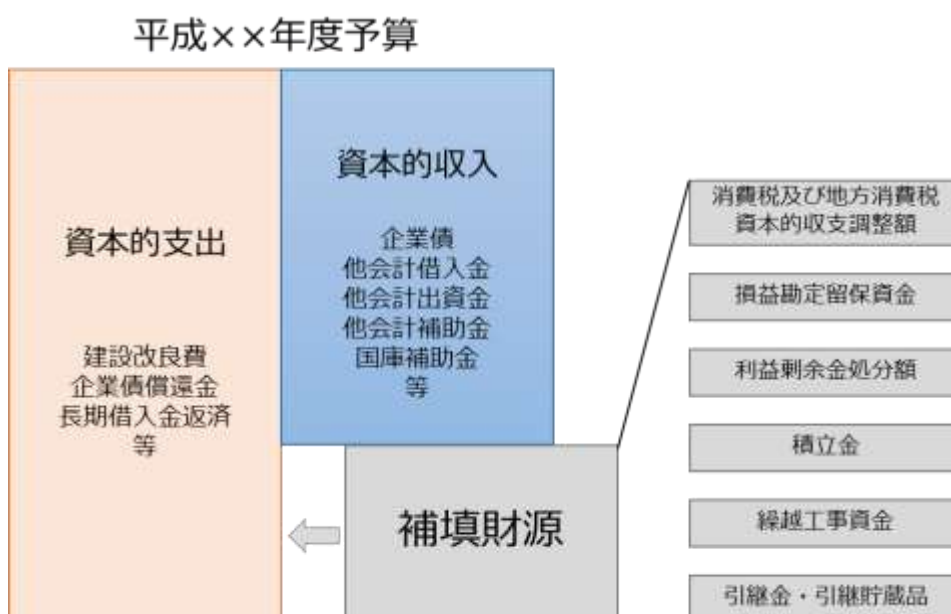 平成××年度予算
資本的支出
建設改良費
企業債償還金
長期借入金返済
等
資本的収入
企業債
他会計借入金
他会計出資金
他会計補助金
国庫補助金
等
補填財源
消費税及び地方消費税
資本的収支調整額
損益勘定留保資金
利益剰余金処分額
積立金
繰越工事資金
引継金・引継貯蔵品